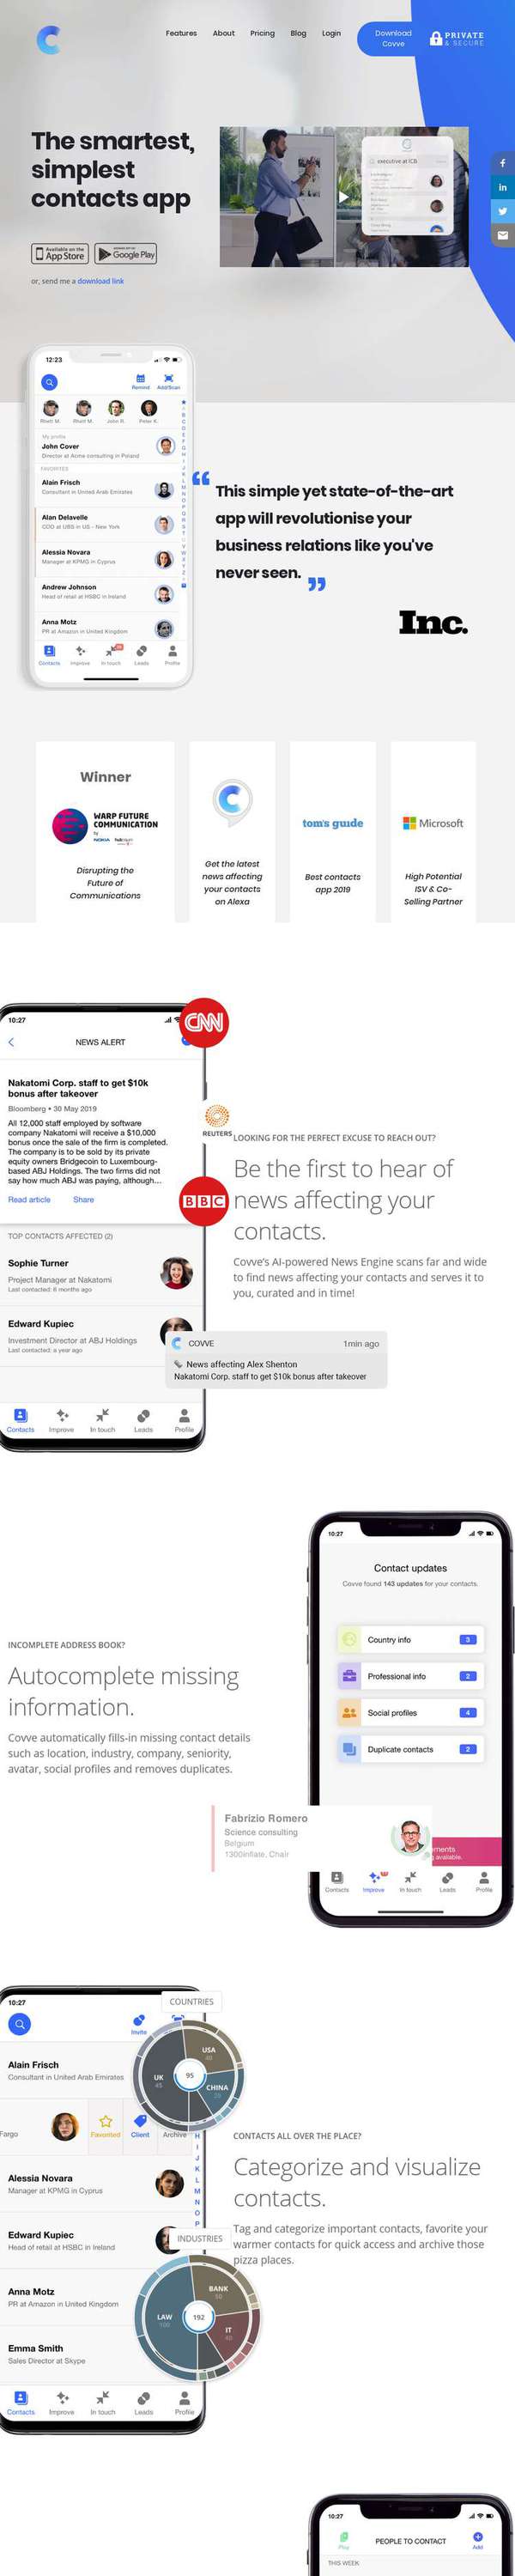 Features About Pricing Blog Login Download Covve PRIVATE & SECURE
The smartest,
simplest
contacts app
executive at ICB
Available on the App Store
Google Play
or, send me a download link
12:23
Remind Add/Scan
Rhett M. Rhunt M. John R. Peter K.
My profile
John Cover
Director at Acme consulting in Poland
FAVORITES
Alain Frisch
Consultant in United Arab Emirates
Alan Delavelle
COO at UBS in US - New York
Alessia Novara
Manager at KPMG in Cyprus
Andrew Johnson
Head of retail at HSBC in Ireland
Anna Motz
PR at Amazon in United Kingdom
Contacts Improve In touch Leads Profile
“This simple yet state-of-the-art
app will revolutionise your
business relations like you've
never seen. ”
Inc.
Winner
WARP FUTURE
COMMUNICATION
by
NOKIA
Disrupting the
Future of
Communications
Get the latest
news affecting
your contacts
on Alexa
tom's guide
Best contacts
app 2019
Microsoft
High Potential
ISV & Co-
Selling Partner
10:27
CNN
NEWS ALERT
Nakatomi Corp. staff to get $10k
bonus after takeover
Bloomberg • 30 May 2019
All 12,000 staff employed by software
company Nakatomi will receive a $10,000
bonus once the sale of the firm is completed.
The company is to be sold by its private
equity owners Bridgecoin to Luxembourg-
based ABJ Holdings. The two firms did not
say how much ABJ was paying, although...
Read article Share
REUTERS
BBC
TOP CONTACTS AFFECTED (2)
Sophie Turner
Project Manager at Nakatomi
Last contacted: 6 months ago
Edward Kupiec
Investment Director at ABJ Holdings
Last contacted: a year ago
COVVE 1min ago
News affecting Alex Shenton
Nakatomi Corp. staff to get $10k bonus after takeover
Contacts Improve In touch Leads Profile
LOOKING FOR THE PERFECT EXCUSE TO REACH OUT?
Be the first to hear of
news affecting your
contacts.
Covve's AI-powered News Engine scans far and wide
to find news affecting your contacts and serves it to
you, curated and in time!
INCOMPLETE ADDRESS BOOK?
Autocomplete missing
information.
Covve automatically fills-in missing contact details
such as location, industry, company, seniority,
avatar, social profiles and removes duplicates.
10:27
Contact updates
Covve found 143 updates for your contacts.
Country info 3
Professional info 2
Social profiles 4
Duplicate contacts 2
Fabrizio Romero
Science consulting
Belgium
1300inflate, Chair
ments
available.
Contacts Improve In touch Leads Profile
10:27
Invite
COUNTRIES
USA
40
UK
45
95
CHINA
Alain Frisch
Consultant in United Arab Emirates
Fargo
Favorited Client Archive
H
I
J
K
L
M
N
O
P
Alessia Novara
Manager at KPMG in Cyprus
Edward Kupiec
Head of retail at HSBC in Ireland
INDUSTRIES
BANK
50
LAW
100
192
IT
40
Anna Motz
PR at Amazon in United Kingdom
Emma Smith
Sales Director at Skype
Contacts Improve In touch Leads Profile
CONTACTS ALL OVER THE PLACE?
Categorize and visualize
contacts.
Tag and categorize important contacts, favorite your
warmer contacts for quick access and archive those
pizza places.
10:27
Play PEOPLE TO CONTACT Add
THIS WEEK